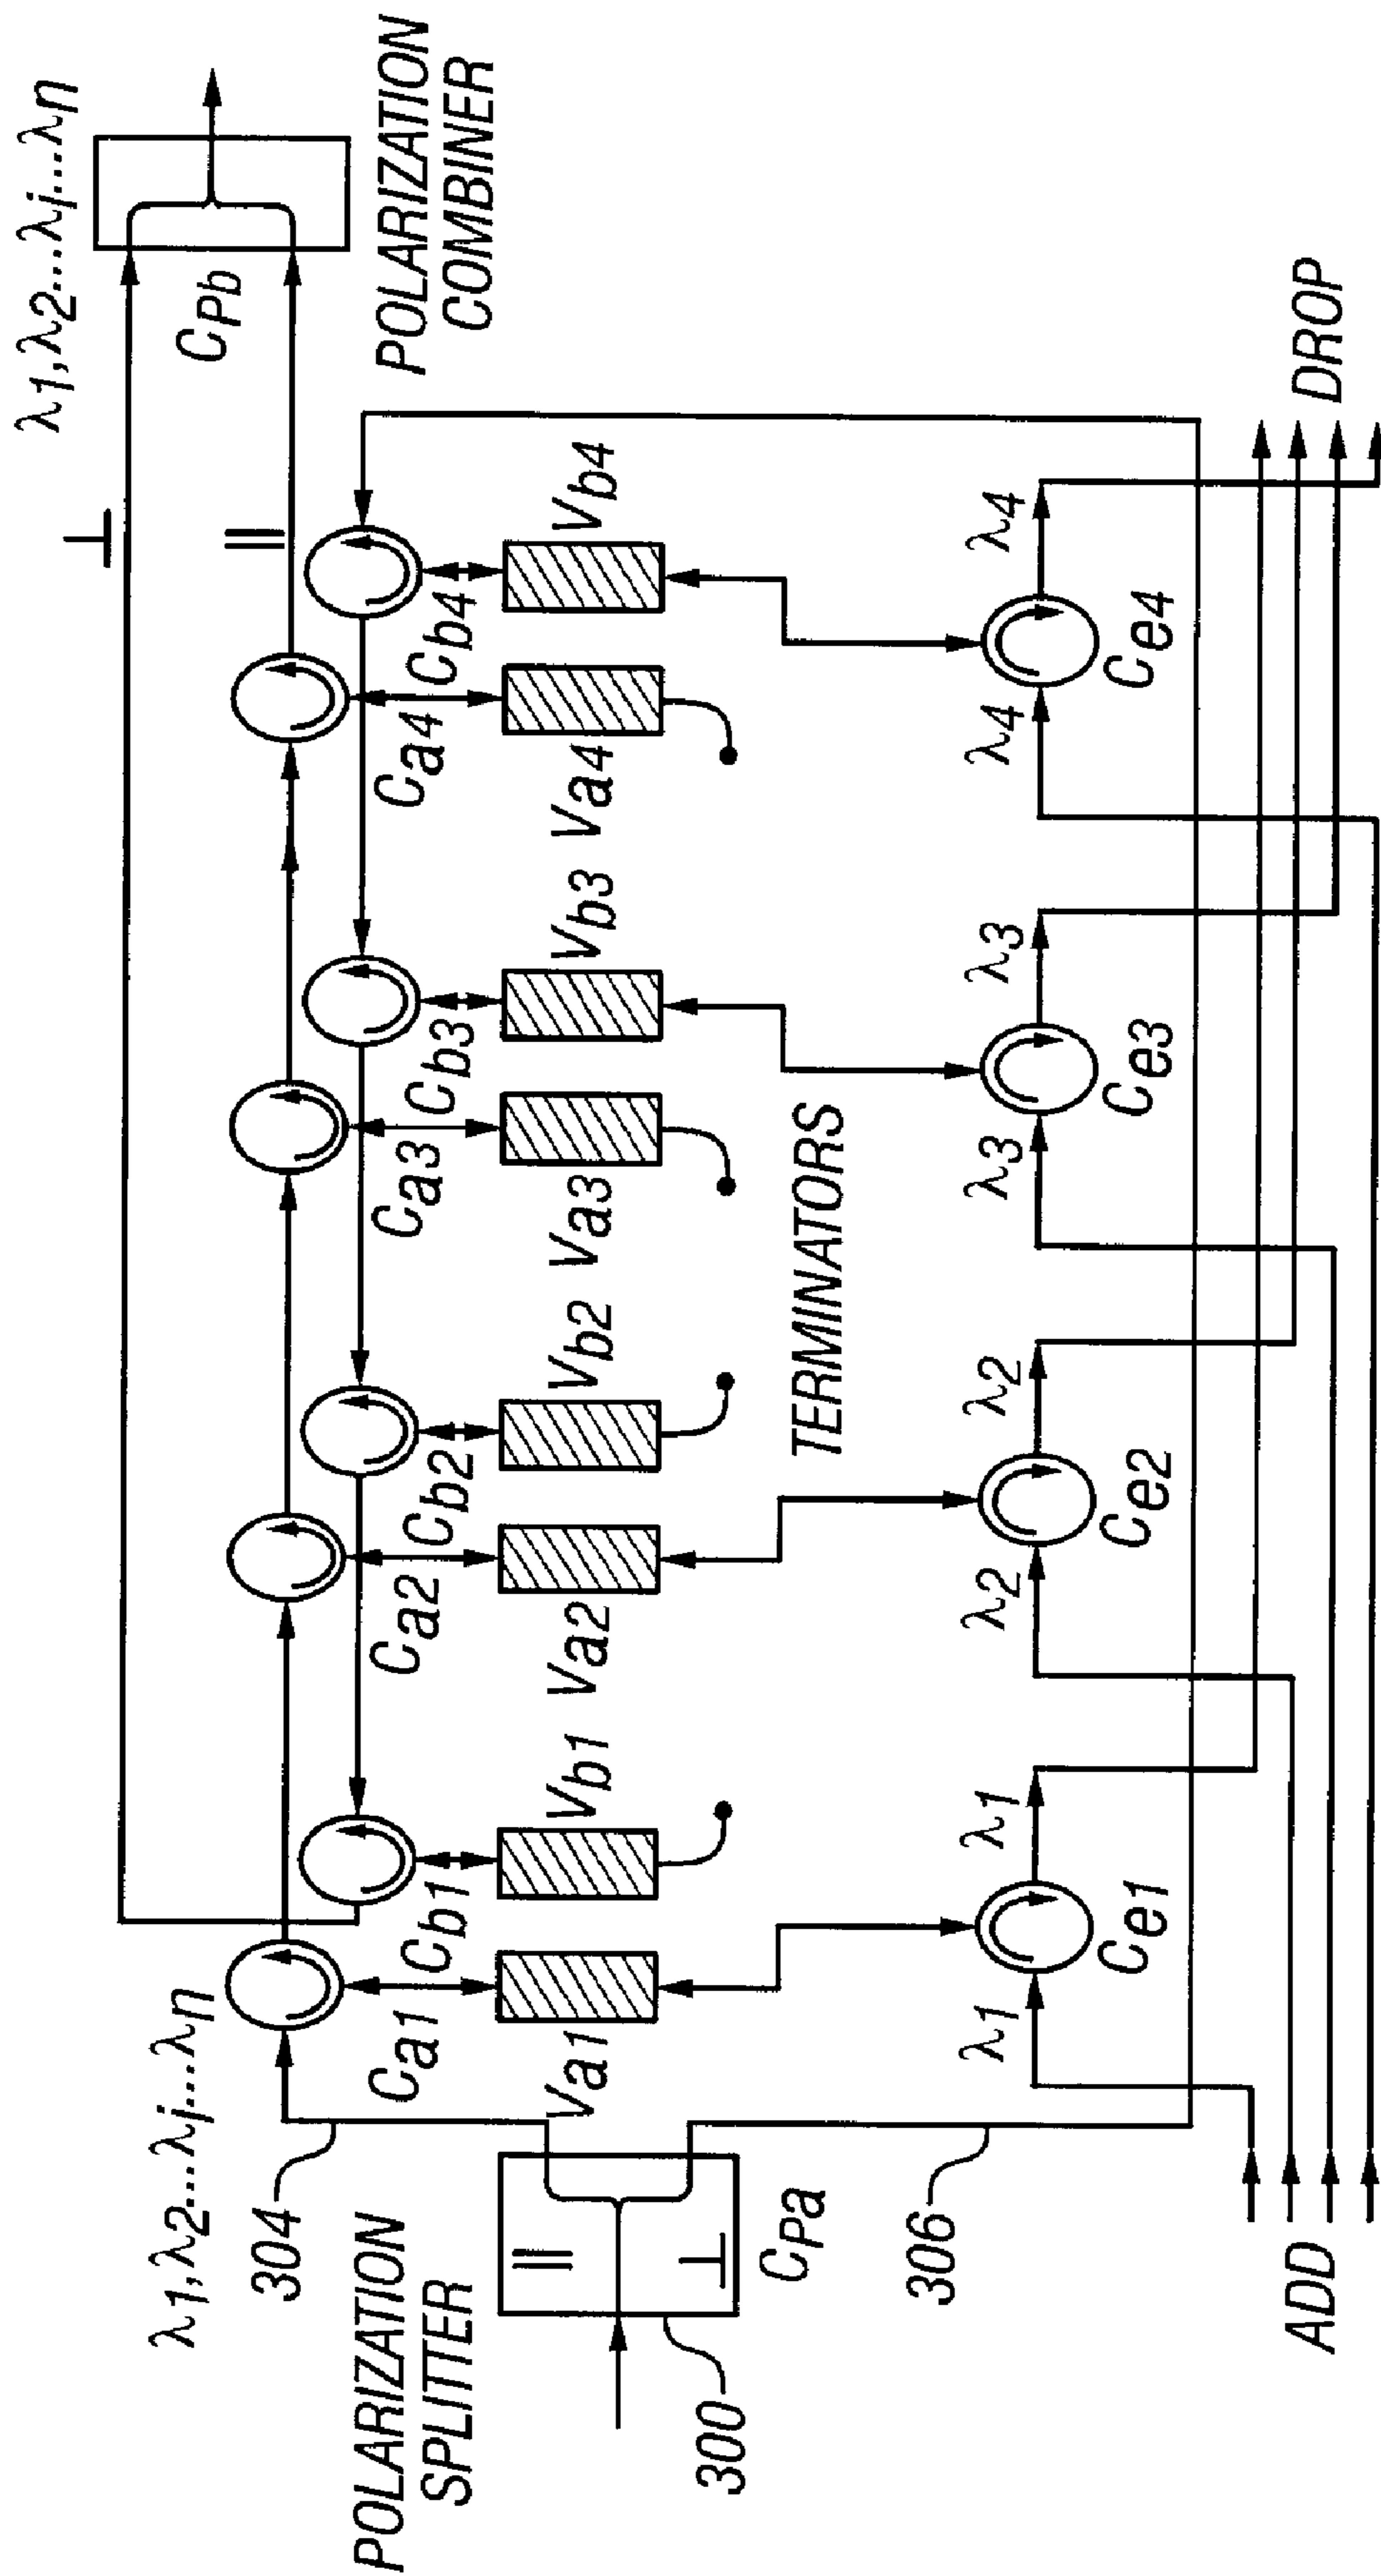 λ1,λ2...λj...λn
⊥
||
CPb
POLARIZATION
COMBINER
λ1,λ2...λj...λn
304
POLARIZATION
SPLITTER
300
||
⊥
CPa
306
Ca1
Cb1
Ca2
Cb2
Ca3
Cb3
Ca4
Cb4
Va1
Vb1
Va2
Vb2
Va3
Vb3
Va4
Vb4
TERMINATORS
λ1
λ1
λ2
λ2
λ3
λ3
λ4
λ4
Ce1
Ce2
Ce3
Ce4
ADD
DROP